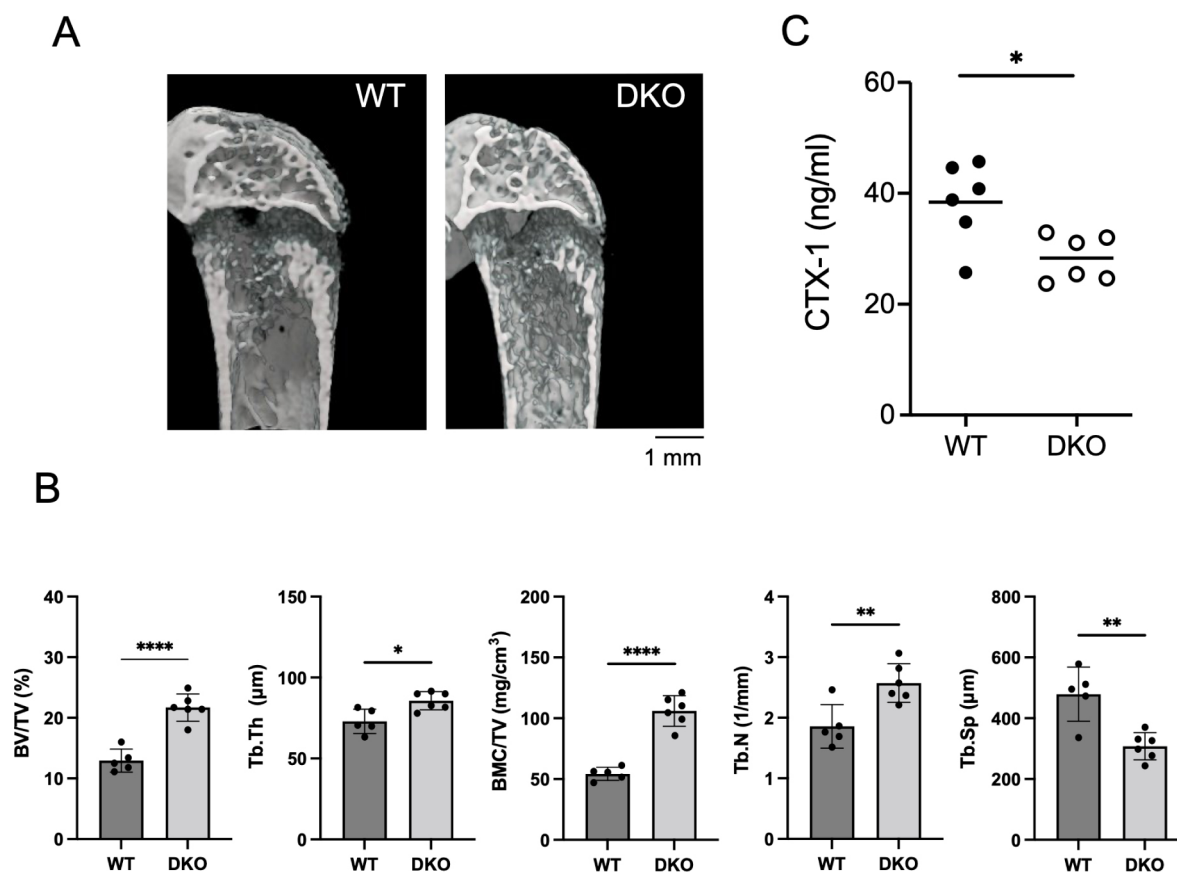 A
WT
DKO
1 mm
C
*
CTX-1 (ng/ml)
60
40
20
0
WT
DKO
B
BV/TV (%)
40
30
20
10
0
****
WT
DKO
Tb.Th (µm)
150
100
50
0
*
WT
DKO
BMC/TV (mg/cm³)
200
150
100
50
0
****
WT
DKO
Tb.N (1/mm)
4
3
2
1
0
**
WT
DKO
Tb.Sp (µm)
800
600
400
200
0
**
WT
DKO